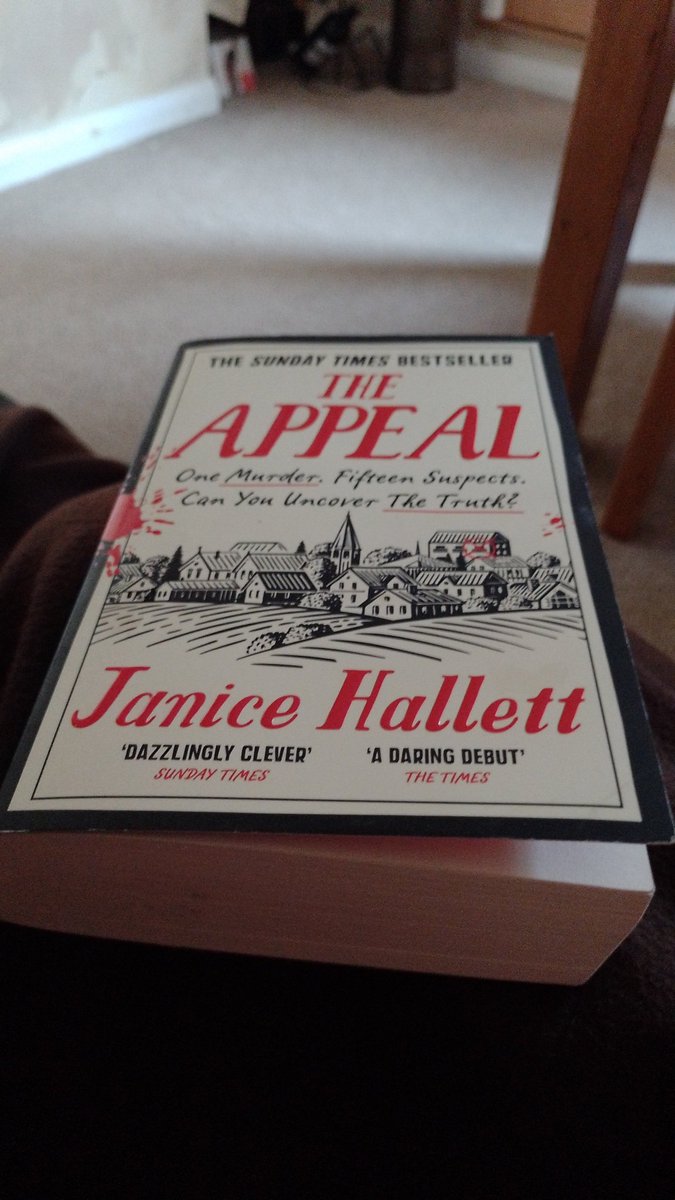 THE SUNDAY TIMES BESTSELLER
THE
APPEAL
One Murder. Fifteen Suspects.
Can You Uncover The Truth?
Janice Hallett
'DAZZLINGLY CLEVER' 'A DARING DEBUT'
SUNDAY TIMES THE TIMES